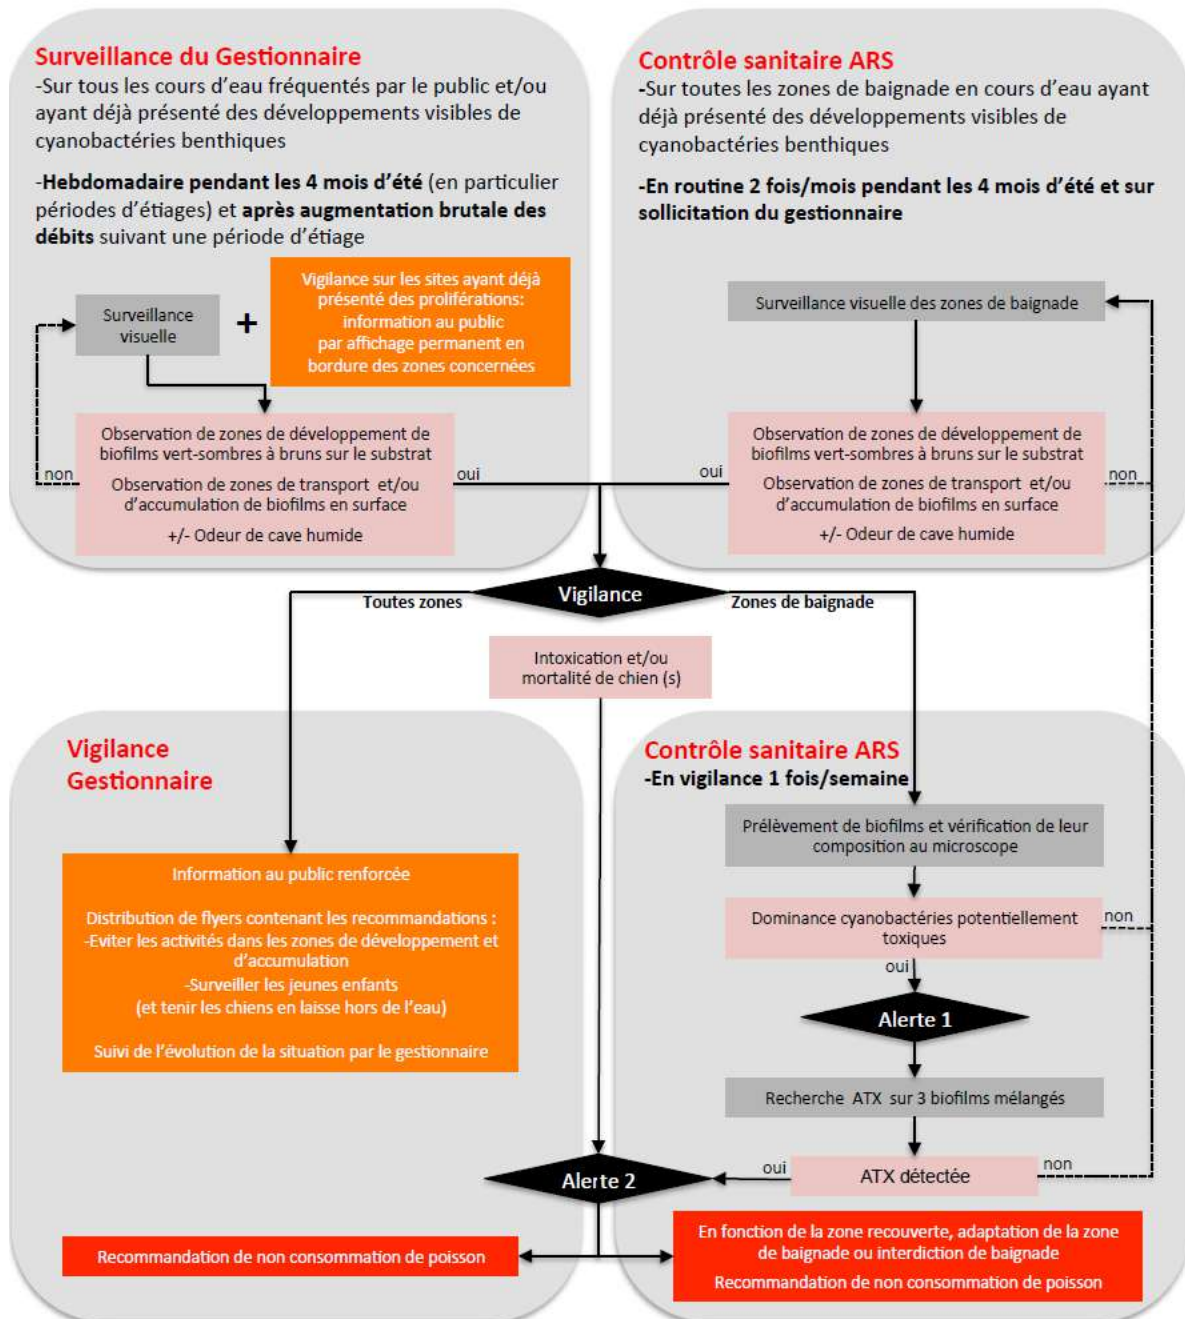 Surveillance du Gestionnaire
-Sur tous les cours d’eau fréquentés par le public et/ou
ayant déjà présenté des développements visibles de
cyanobactéries benthiques
-Hebdomadaire pendant les 4 mois d’été (en particulier
périodes d’étiages) et après augmentation brutale des
débits suivant une période d’étiage
Surveillance
visuelle
+
Vigilance sur les sites ayant déjà
présenté des proliférations:
information au public
par affichage permanent en
bordure des zones concernées
Observation de zones de développement de
biofilms vert-sombres à bruns sur le substrat
Observation de zones de transport et/ou
d’accumulation de biofilms en surface
+/- Odeur de cave humide
non
oui
Contrôle sanitaire ARS
-Sur toutes les zones de baignade en cours d’eau ayant
déjà présenté des développements visibles de
cyanobactéries benthiques
-En routine 2 fois/mois pendant les 4 mois d’été et sur
sollicitation du gestionnaire
Surveillance visuelle des zones de baignade
Observation de zones de développement de
biofilms vert-sombres à bruns sur le substrat
Observation de zones de transport et/ou
d’accumulation de biofilms en surface
+/- Odeur de cave humide
oui
non
Vigilance
Toutes zones
Zones de baignade
Intoxication et/ou
mortalité de chien (s)
Vigilance
Gestionnaire
Information au public renforcée
Distribution de flyers contenant les recommandations :
-Eviter les activités dans les zones de développement et
d’accumulation
-Surveiller les jeunes enfants
(et tenir les chiens en laisse hors de l’eau)
Suivi de l’évolution de la situation par le gestionnaire
Contrôle sanitaire ARS
-En vigilance 1 fois/semaine
Prélèvement de biofilms et vérification de leur
composition au microscope
Dominance cyanobactéries potentiellement
toxiques
non
oui
Alerte 1
Recherche ATX sur 3 biofilms mélangés
ATX détectée
oui
non
Alerte 2
Recommandation de non consommation de poisson
En fonction de la zone recouverte, adaptation de la zone
de baignade ou interdiction de baignade
Recommandation de non consommation de poisson